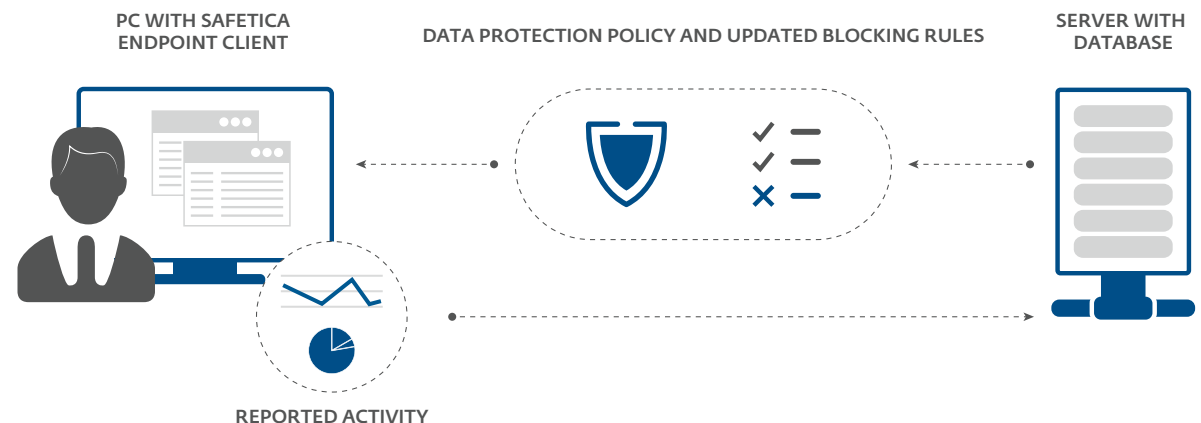 PC WITH SAFETICA
ENDPOINT CLIENT
DATA PROTECTION POLICY AND UPDATED BLOCKING RULES
SERVER WITH
DATABASE
REPORTED ACTIVITY